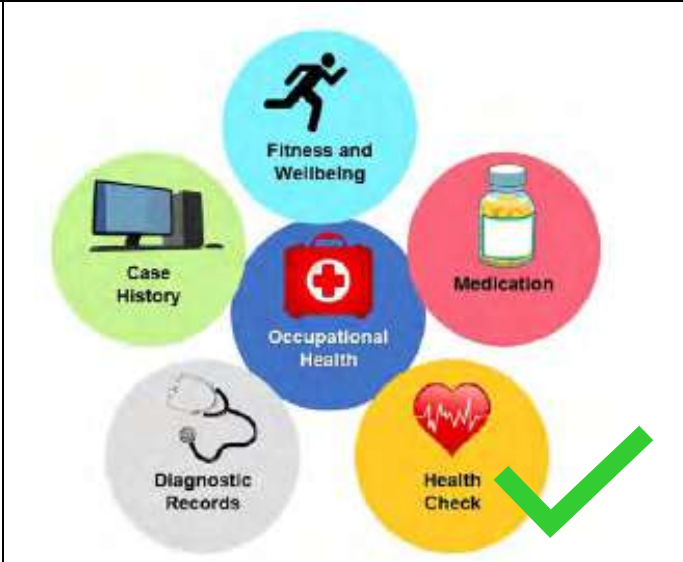 Fitness and
Wellbeing
Case
History
Medication
Occupational
Health
Diagnostic
Records
Health
Check